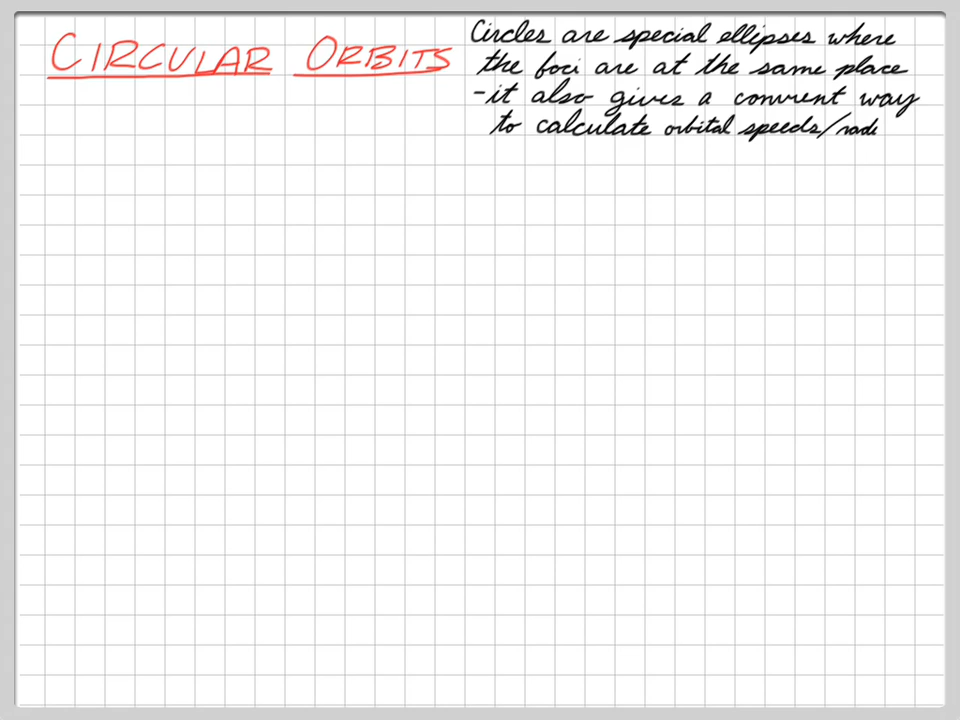 CIRCULAR ORBITS
Circles are special ellipses where
the foci are at the same place
-it also gives a convient way
to calculate orbital speeds/rade